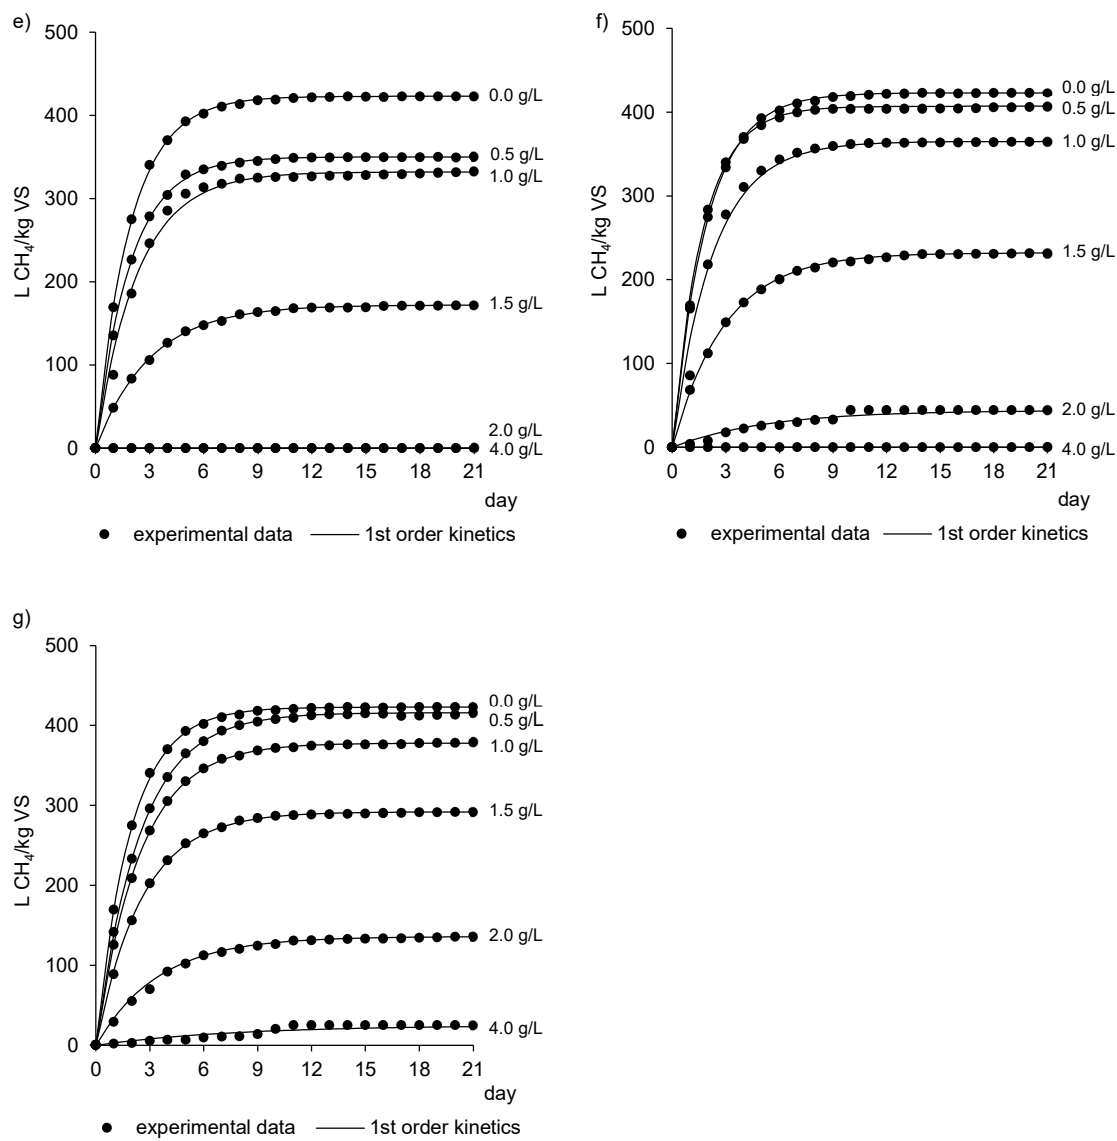 e)
500
400
300
200
100
0
L CH₄/kg VS
0.0 g/L
0.5 g/L
1.0 g/L
1.5 g/L
2.0 g/L
4.0 g/L
0 3 6 9 12 15 18 21
day
experimental data 1st order kinetics
f)
500
400
300
200
100
0
L CH₄/kg VS
0.0 g/L
0.5 g/L
1.0 g/L
1.5 g/L
2.0 g/L
4.0 g/L
0 3 6 9 12 15 18 21
day
experimental data 1st order kinetics
g)
500
400
300
200
100
0
L CH₄/kg VS
0.0 g/L
0.5 g/L
1.0 g/L
1.5 g/L
2.0 g/L
4.0 g/L
0 3 6 9 12 15 18 21
day
experimental data 1st order kinetics